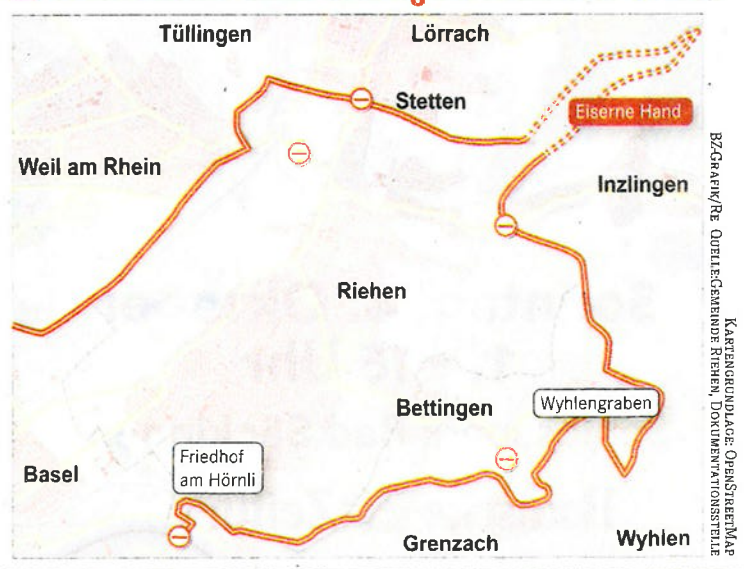 Tüllingen
Lörrach
Stetten
Eiserne Hand
Weil am Rhein
Inzlingen
Riehen
Bettingen
Wyhlengraben
Friedhof
am Hörnli
Basel
Grenzach
Wyhlen
Kartengrundlage: OpenStreetMap
BZ-Grafik/Re Quelle:Gemeinde Riehen, Dokumentationsstelle